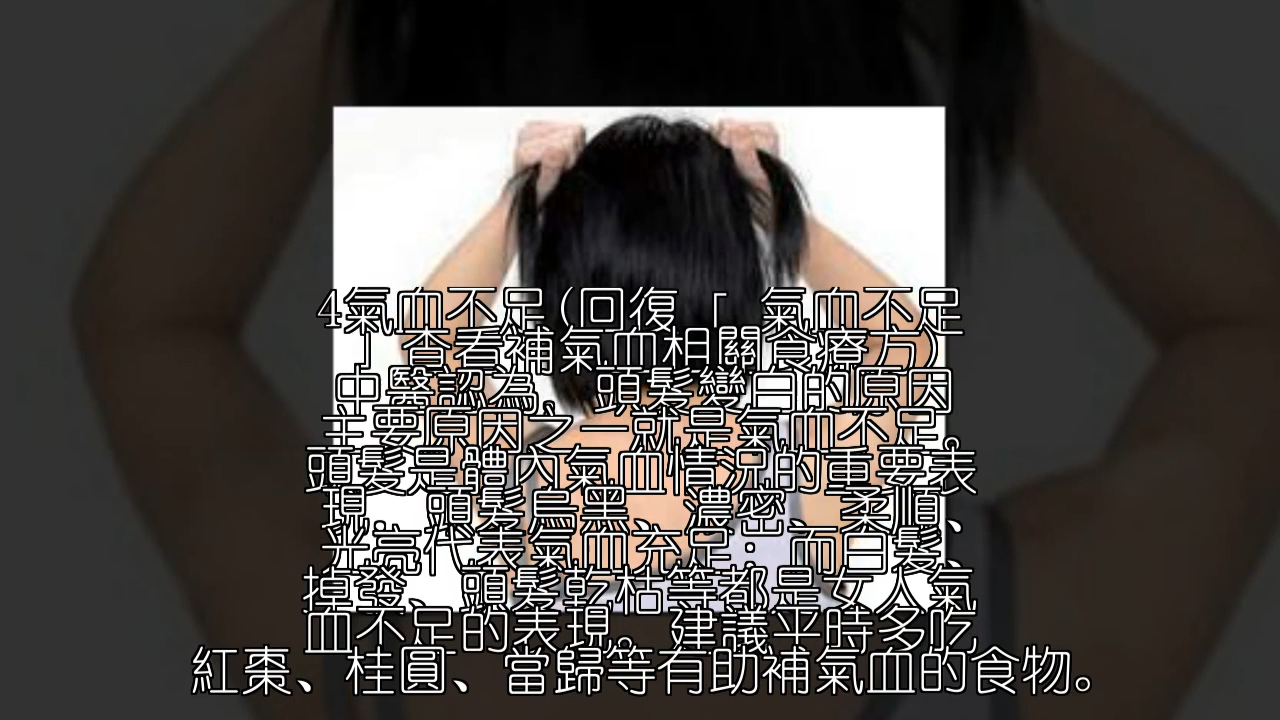 4氣血不足(回復「氣血不足
」查看補氣血相關食療方)
中醫認為，頭髮變白的原因
主要原因之一就是氣血不足。
頭髮是體內氣血情況的重要表
現，頭髮烏黑、濃密、柔順、
光亮代表氣血充足；而白髮、
掉發、頭髮乾枯等都是女人氣
血不足的表現。建議平時多吃
紅棗、桂圓、當歸等有助補氣血的食物。